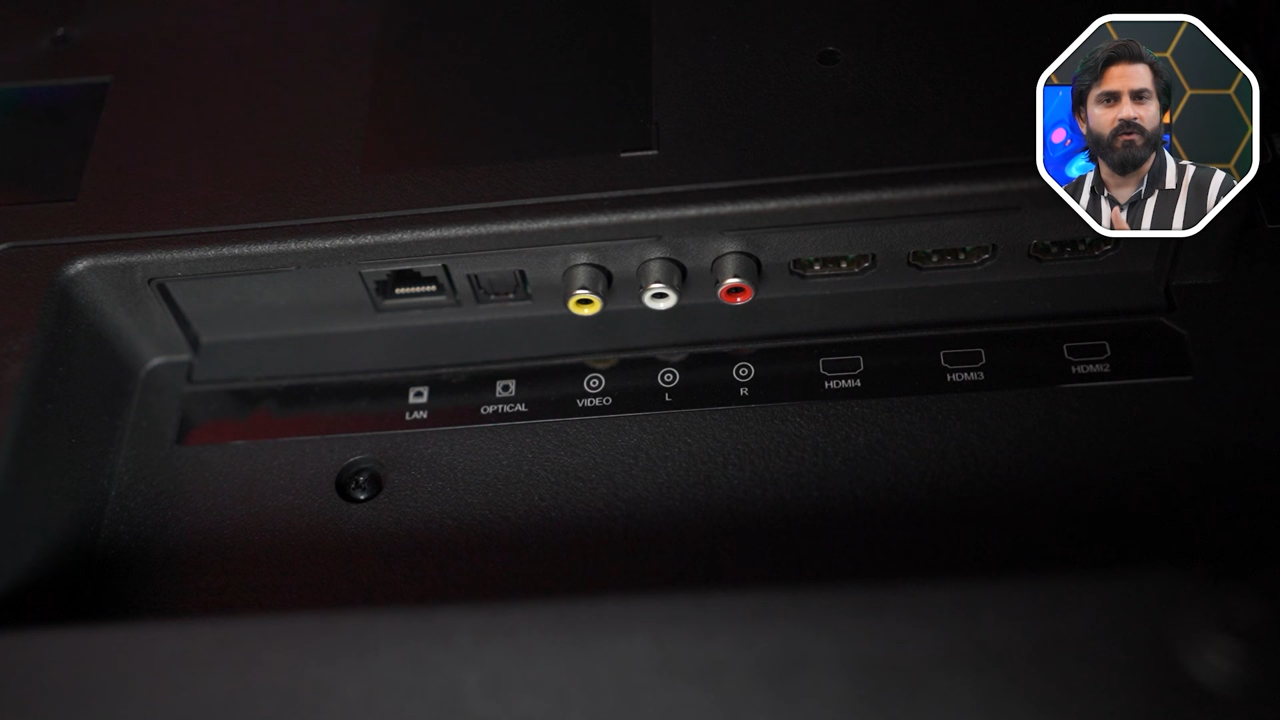 LAN
OPTICAL
VIDEO
L
R
HDMI4
HDMI3
HDMI2